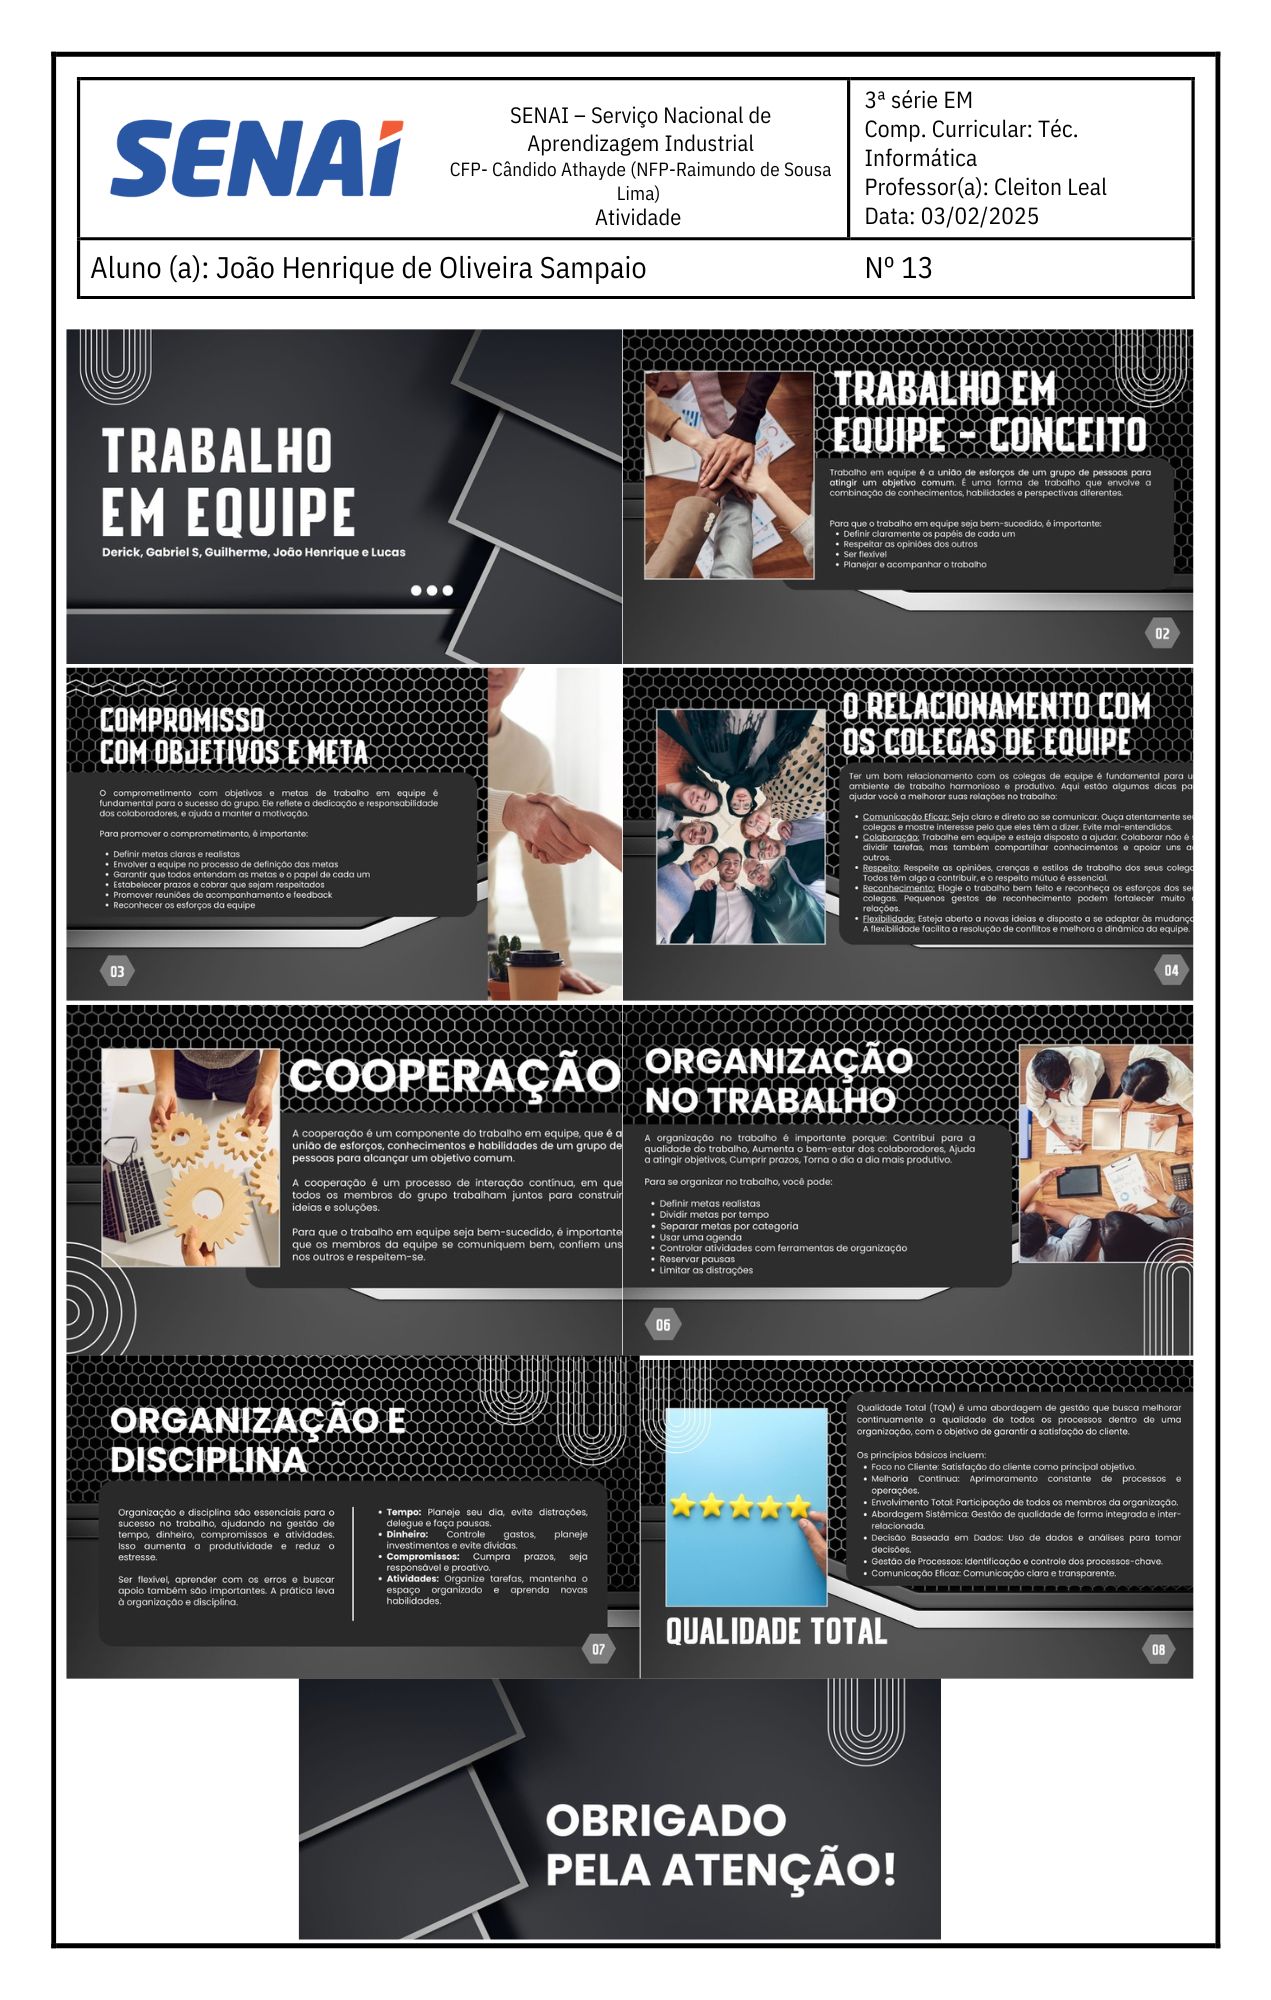 SENAI
SENAI – Serviço Nacional de
Aprendizagem Industrial
CFP- Cândido Athayde (NFP-Raimundo de Sousa
Lima)
Atividade
3ª série EM
Comp. Curricular: Téc.
Informática
Professor(a): Cleiton Leal
Data: 03/02/2025
Aluno (a): João Henrique de Oliveira Sampaio
Nº 13
TRABALHO
EM EQUIPE
Derick, Gabriel S, Guilherme, João Henrique e Lucas
TRABALHO EM
EQUIPE - CONCEITO
Trabalho em equipe é a união de esforços de um grupo de pessoas para
atingir um objetivo comum. É uma forma de trabalho que envolve a
combinação de conhecimentos, habilidades e perspectivas diferentes.
Para que o trabalho em equipe seja bem-sucedido, é importante:
• Definir claramente os papéis de cada um
• Respeitar as opiniões dos outros
• Ser flexível
• Planejar e acompanhar o trabalho
02
COMPROMISSO
COM OBJETIVOS E META
O comprometimento com objetivos e metas de trabalho em equipe é
fundamental para o sucesso do grupo. Ele reflete a dedicação e responsabilidade
dos colaboradores, e ajuda a manter a motivação.
Para promover o comprometimento, é importante:
• Definir metas claras e realistas
• Envolver a equipe no processo de definição das metas
• Garantir que todos entendam as metas e o papel de cada um
• Estabelecer prazos e cobrar que sejam respeitados
• Promover reuniões de acompanhamento e feedback
• Reconhecer os esforços da equipe
03
O RELACIONAMENTO COM
OS COLEGAS DE EQUIPE
Ter um bom relacionamento com os colegas de equipe é fundamental para u
ambiente de trabalho harmonioso e produtivo. Aqui estão algumas dicas pa
ajudar você a melhorar suas relações no trabalho:
• Comunicação Eficaz: Seja claro e direto ao se comunicar. Ouça atentamente se
colegas e mostre interesse pelo que eles têm a dizer. Evite mal-entendidos.
• Colaboração: Trabalhe em equipe e esteja disposto a ajudar. Colaborar não é s
dividir tarefas, mas também compartilhar conhecimentos e apoiar uns a
outros.
• Respeito: Respeite as opiniões, crenças e estilos de trabalho dos seus colega
Todos têm algo a contribuir, e o respeito mútuo é essencial.
• Reconhecimento: Elogie o trabalho bem feito e reconheça os esforços dos se
colegas. Pequenos gestos de reconhecimento podem fortalecer muito
relações.
• Flexibilidade: Esteja aberto a novas ideias e disposto a se adaptar às mudança
A flexibilidade facilita a resolução de conflitos e melhora a dinâmica da equipe.
04
COOPERAÇÃO
A cooperação é um componente do trabalho em equipe, que é a
união de esforços, conhecimentos e habilidades de um grupo de
pessoas para alcançar um objetivo comum.
A cooperação é um processo de interação contínua, em que
todos os membros do grupo trabalham juntos para construir
ideias e soluções.
Para que o trabalho em equipe seja bem-sucedido, é importante
que os membros da equipe se comuniquem bem, confiem uns
nos outros e respeitem-se.
ORGANIZAÇÃO
NO TRABALHO
A organização no trabalho é importante porque: Contribui para a
qualidade do trabalho, Aumenta o bem-estar dos colaboradores, Ajuda
a atingir objetivos, Cumprir prazos, Torna o dia a dia mais produtivo.
Para se organizar no trabalho, você pode:
• Definir metas realistas
• Dividir metas por tempo
• Separar metas por categoria
• Usar uma agenda
• Controlar atividades com ferramentas de organização
• Reservar pausas
• Limitar as distrações
06
ORGANIZAÇÃO E
DISCIPLINA
Organização e disciplina são essenciais para o
sucesso no trabalho, ajudando na gestão de
tempo, dinheiro, compromissos e atividades.
Isso aumenta a produtividade e reduz o
estresse.
Ser flexível, aprender com os erros e buscar
apoio também são importantes. A prática leva
à organização e disciplina.
• Tempo: Planeje seu dia, evite distrações,
delegue e faça pausas.
• Dinheiro: Controle gastos, planeje
investimentos e evite dívidas.
• Compromissos: Cumpra prazos, seja
responsável e proativo.
• Atividades: Organize tarefas, mantenha o
espaço organizado e aprenda novas
habilidades.
07
Qualidade Total (TQM) é uma abordagem de gestão que busca melhorar
continuamente a qualidade de todos os processos dentro de uma
organização, com o objetivo de garantir a satisfação do cliente.
Os princípios básicos incluem:
• Foco no Cliente: Satisfação do cliente como principal objetivo.
• Melhoria Contínua: Aprimoramento constante de processos e
operações.
• Envolvimento Total: Participação de todos os membros da organização.
• Abordagem Sistêmica: Gestão de qualidade de forma integrada e inter-
relacionada.
• Decisão Baseada em Dados: Uso de dados e análises para tomar
decisões.
• Gestão de Processos: Identificação e controle dos processos-chave.
• Comunicação Eficaz: Comunicação clara e transparente.
QUALIDADE TOTAL
08
OBRIGADO
PELA ATENÇÃO!